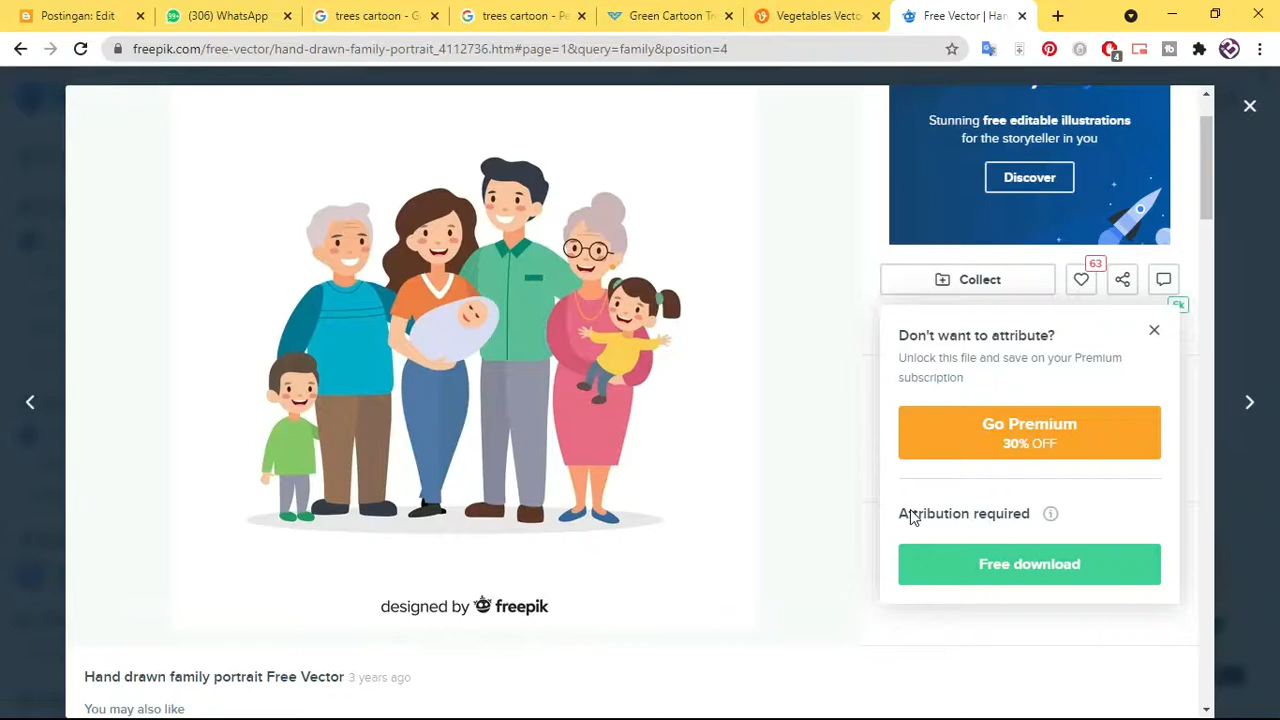 Postingan: Edit
(306) WhatsApp
trees cartoon - G
trees cartoon - Pe
Green Cartoon Tr
Vegetables Vecto
Free Vector | Han
freepik.com/free-vector/hand-drawn-family-portrait_4112736.htm#page=1&query=family&position=4
4
Stunning free editable illustrations
for the storyteller in you
Discover
Collect
63
6k
Don't want to attribute?
Unlock this file and save on your Premium
subscription
Go Premium
30% OFF
Attribution required
Free download
designed by freepik
Hand drawn family portrait Free Vector 3 years ago
You may also like